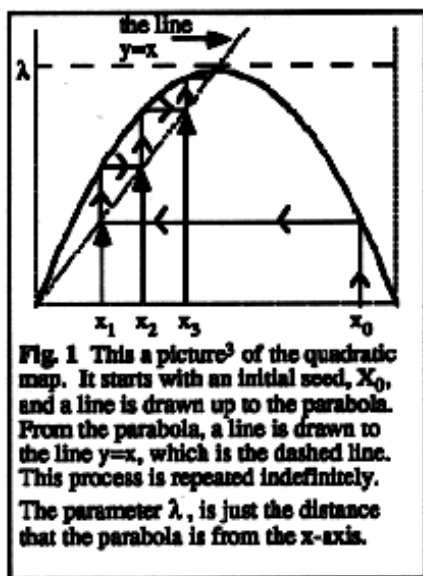 the line
y=x
λ
x₁ x₂ x₃ x₀
Fig. 1 This a picture³ of the quadratic
map. It starts with an initial seed, X₀,
and a line is drawn up to the parabola.
From the parabola, a line is drawn to
the line y=x, which is the dashed line.
This process is repeated indefinitely.
The parameter λ , is just the distance
that the parabola is from the x-axis.